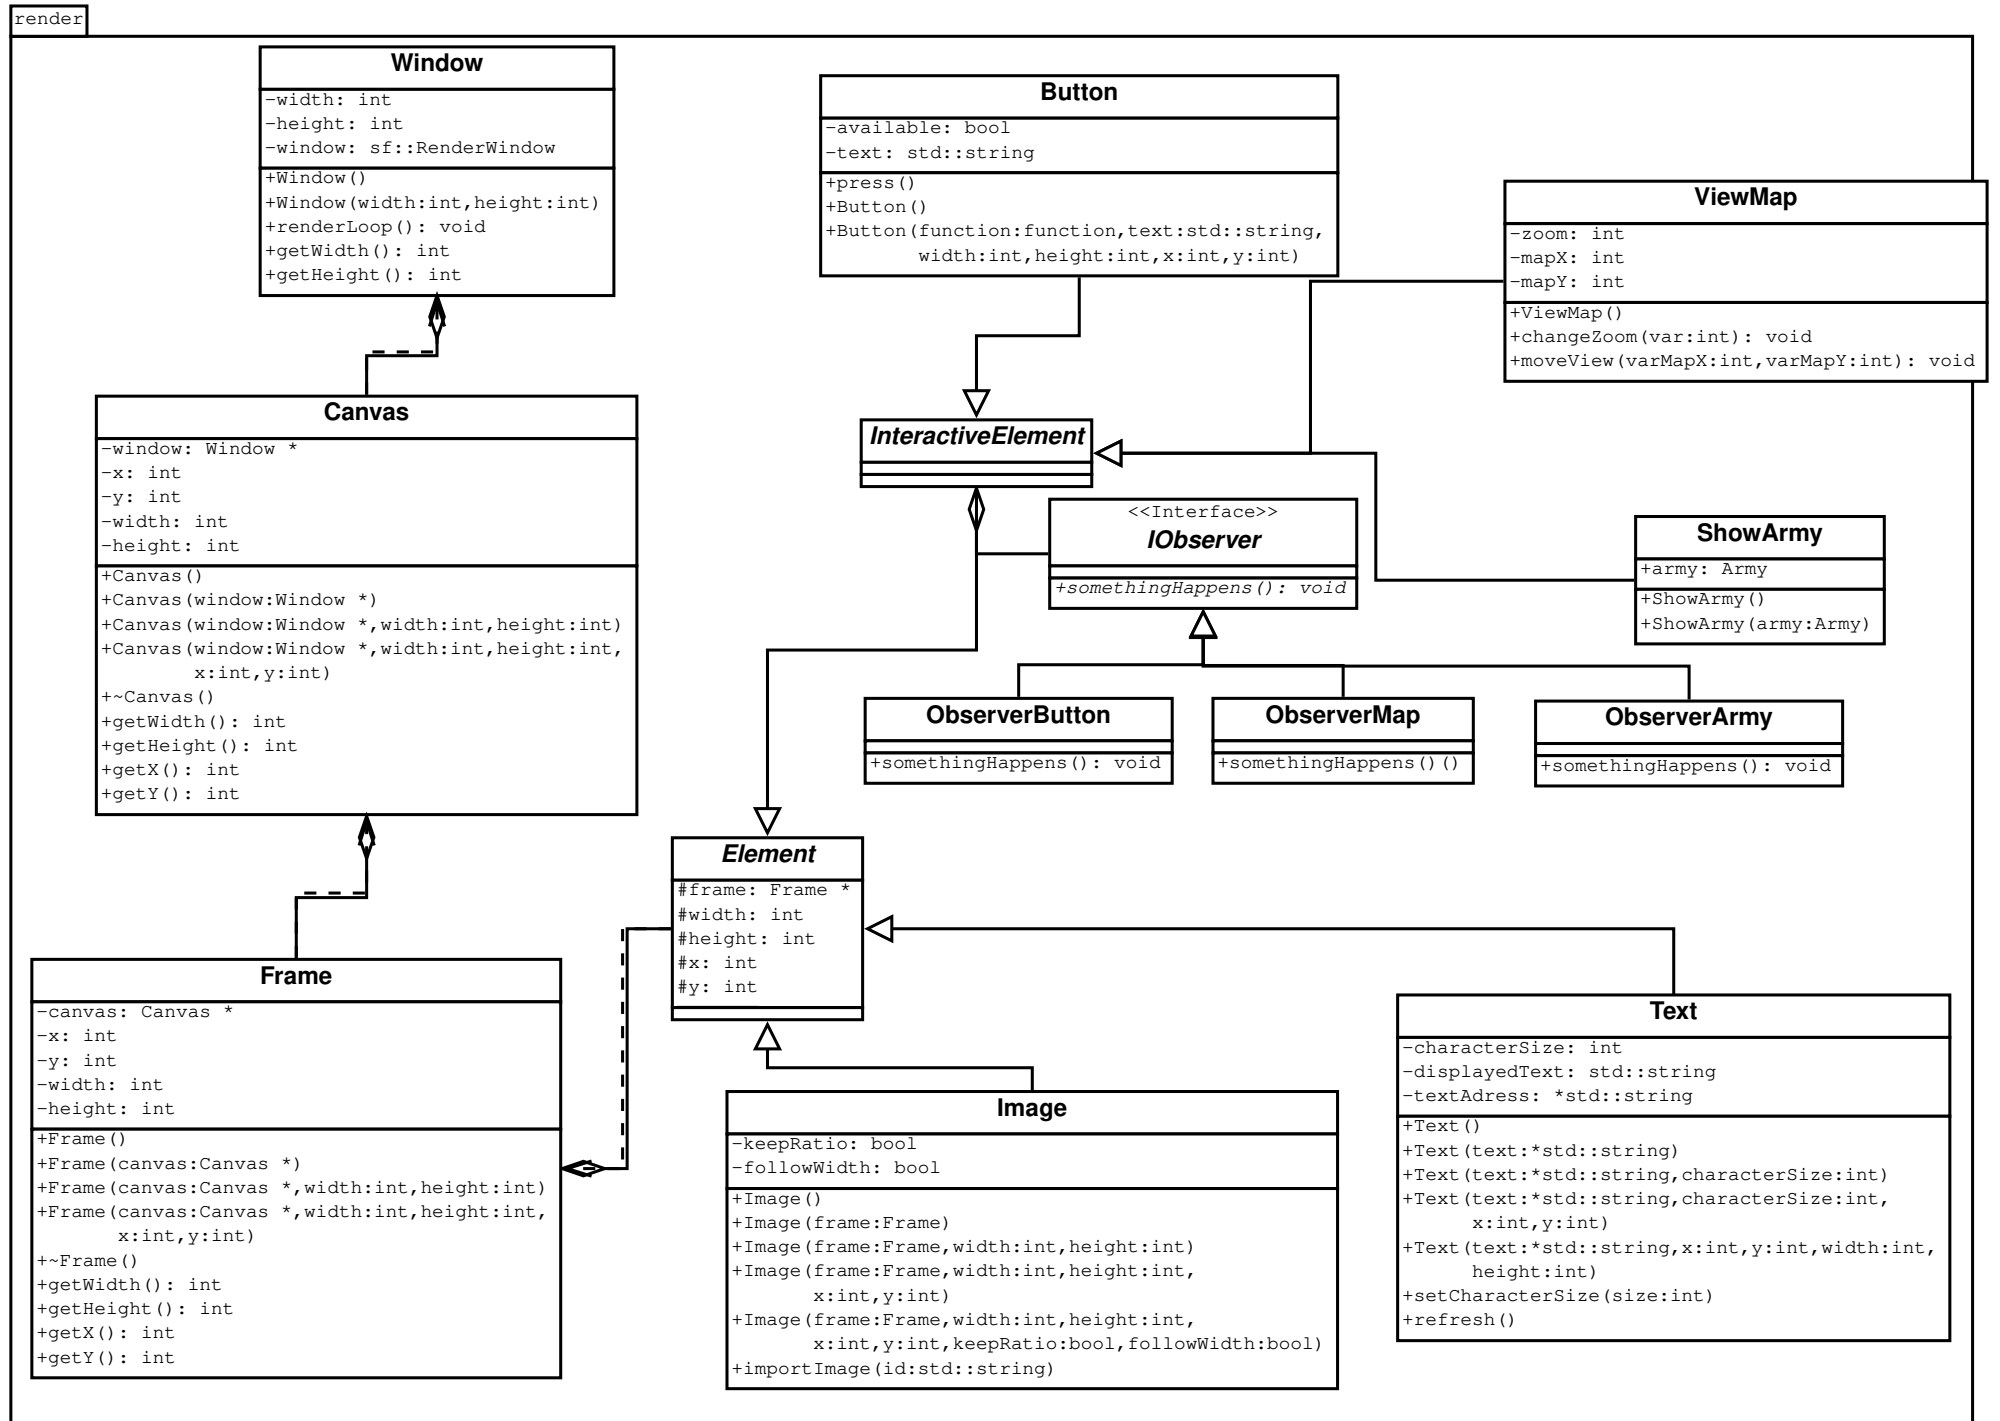 render
Window
-width: int
-height: int
-window: sf::RenderWindow
+Window()
+Window(width:int,height:int)
+renderLoop(): void
+getWidth(): int
+getHeight(): int
Button
-available: bool
-text: std::string
+press()
+Button()
+Button(function:function,text:std::string,
width:int,height:int,x:int,y:int)
ViewMap
-zoom: int
-mapX: int
-mapY: int
+ViewMap()
+changeZoom(var:int): void
+moveView(varMapX:int,varMapY:int): void
Canvas
-window: Window *
-x: int
-y: int
-width: int
-height: int
+Canvas()
+Canvas(window:Window *)
+Canvas(window:Window *,width:int,height:int)
+Canvas(window:Window *,width:int,height:int,
x:int,y:int)
+~Canvas()
+getWidth(): int
+getHeight(): int
+getX(): int
+getY(): int
InteractiveElement
<<Interface>>
IObserver
+somethingHappens(): void
ShowArmy
+army: Army
+ShowArmy()
+ShowArmy(army:Army)
ObserverButton
+somethingHappens(): void
ObserverMap
+somethingHappens()()
ObserverArmy
+somethingHappens(): void
Element
#frame: Frame *
#width: int
#height: int
#x: int
#y: int
Frame
-canvas: Canvas *
-x: int
-y: int
-width: int
-height: int
+Frame()
+Frame(canvas:Canvas *)
+Frame(canvas:Canvas *,width:int,height:int)
+Frame(canvas:Canvas *,width:int,height:int,
x:int,y:int)
+~Frame()
+getWidth(): int
+getHeight(): int
+getX(): int
+getY(): int
Image
-keepRatio: bool
-followWidth: bool
+Image()
+Image(frame:Frame)
+Image(frame:Frame,width:int,height:int)
+Image(frame:Frame,width:int,height:int,
x:int,y:int)
+Image(frame:Frame,width:int,height:int,
x:int,y:int,keepRatio:bool,followWidth:bool)
+importImage(id:std::string)
Text
-characterSize: int
-displayedText: std::string
-textAdress: *std::string
+Text()
+Text(text:*std::string)
+Text(text:*std::string,characterSize:int)
+Text(text:*std::string,characterSize:int,
x:int,y:int)
+Text(text:*std::string,x:int,y:int,width:int,
height:int)
+setCharacterSize(size:int)
+refresh()